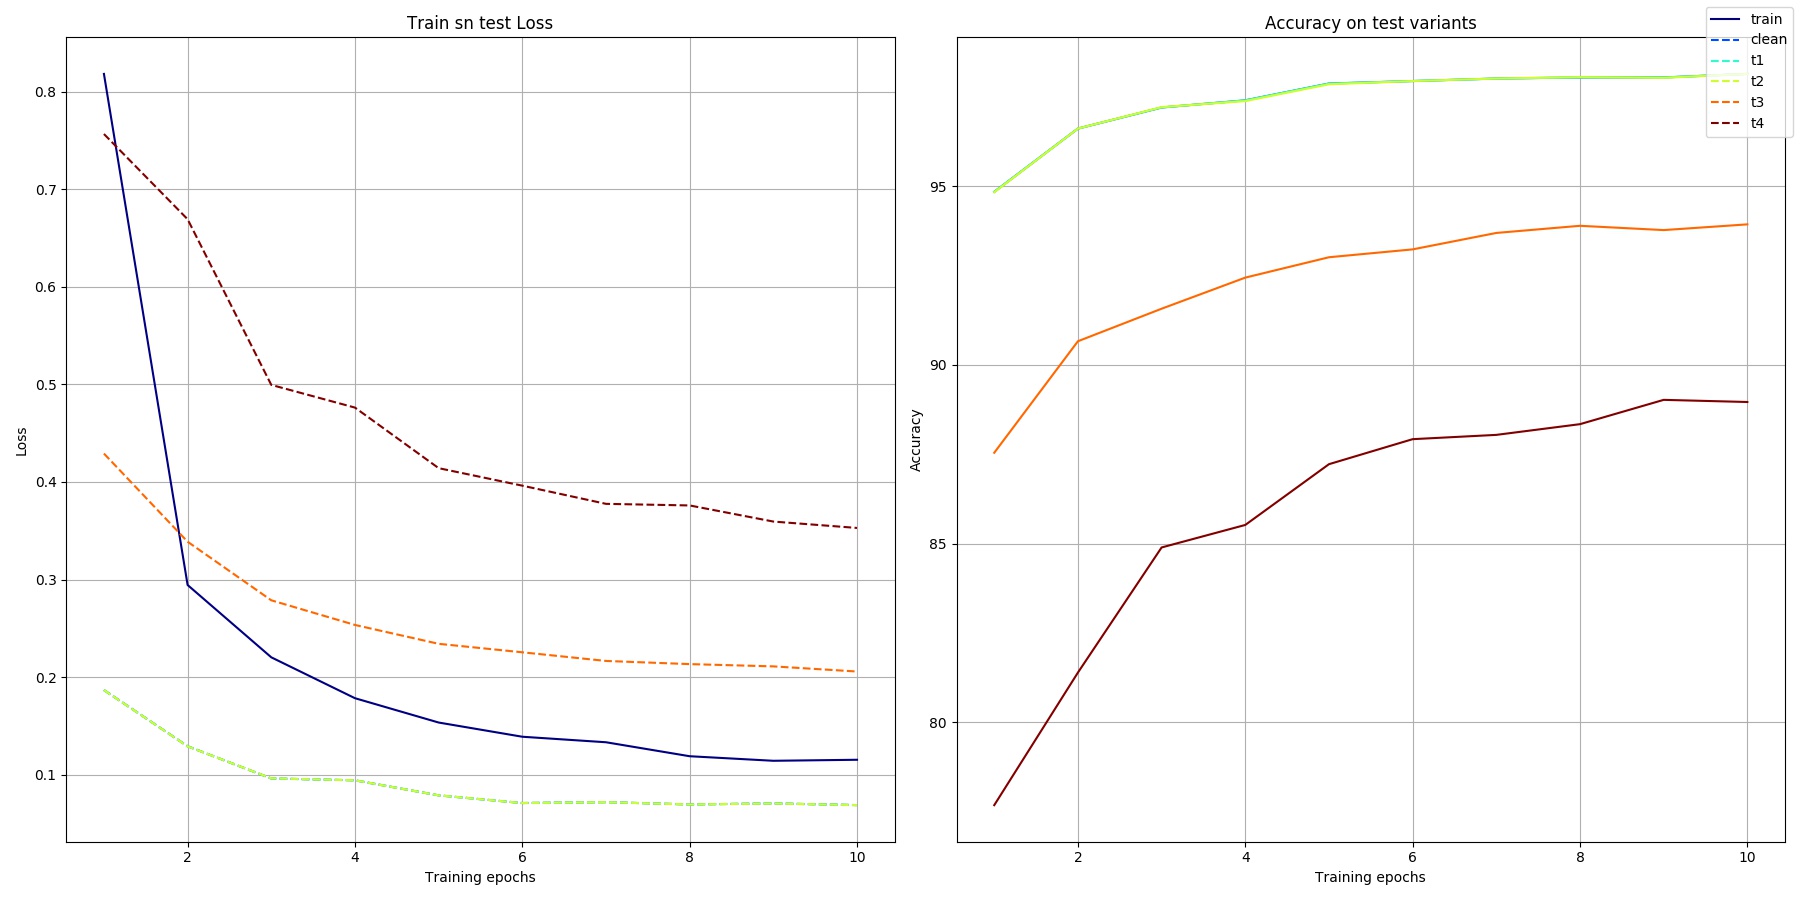 Train sn test Loss
0.8
0.7
0.6
0.5
0.4
0.3
0.2
0.1
Loss
2 4 6 8 10
Training epochs
Accuracy on test variants
95
90
85
80
Accuracy
2 4 6 8 10
Training epochs
train
clean
t1
t2
t3
t4